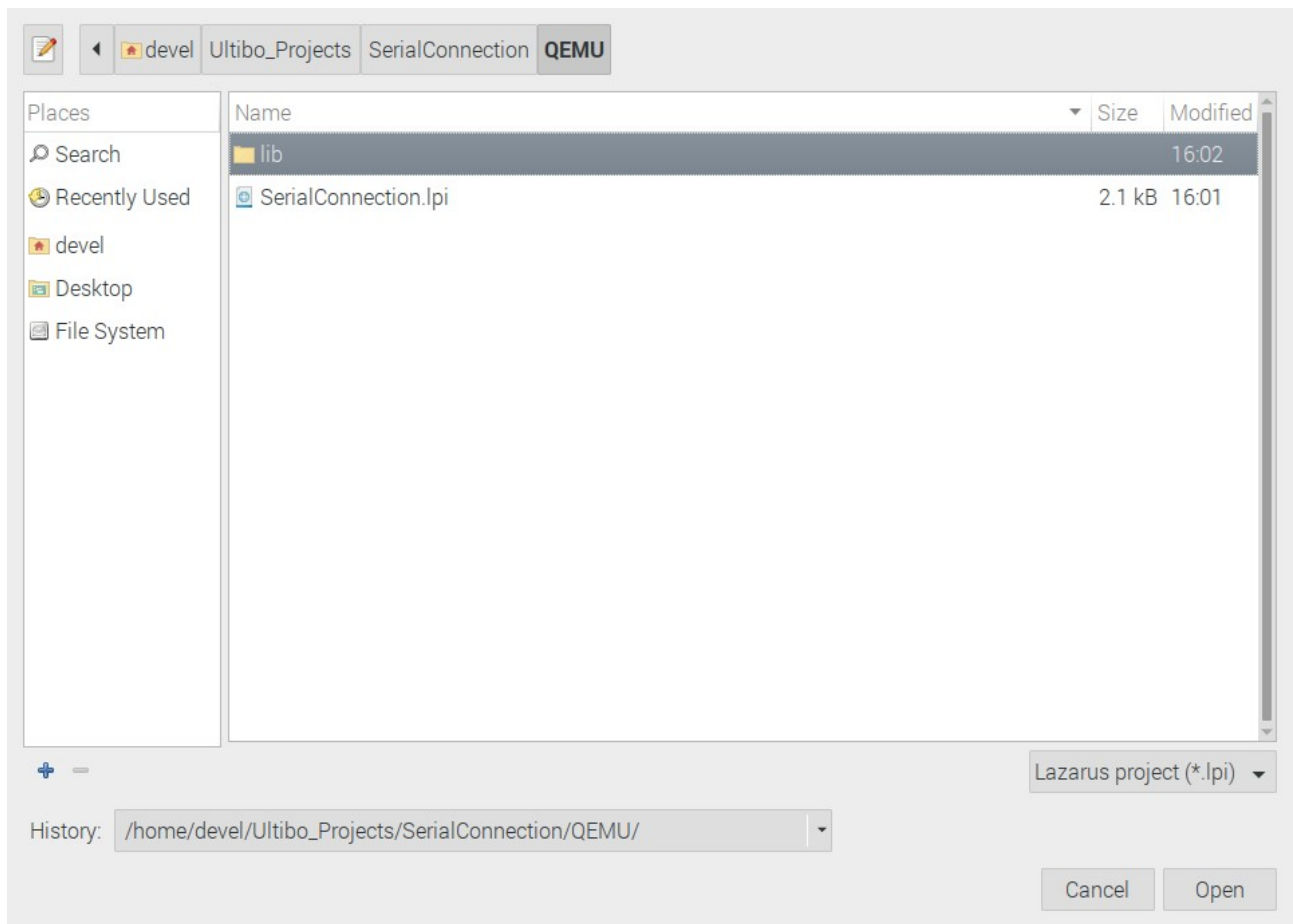 devel Ultibo_Projects SerialConnection QEMU
Places Name Size Modified
Search lib 16:02
Recently Used SerialConnection.lpi 2.1 kB 16:01
devel
Desktop
File System
Lazarus project (*.lpi)
History: /home/devel/Ultibo_Projects/SerialConnection/QEMU/
Cancel Open